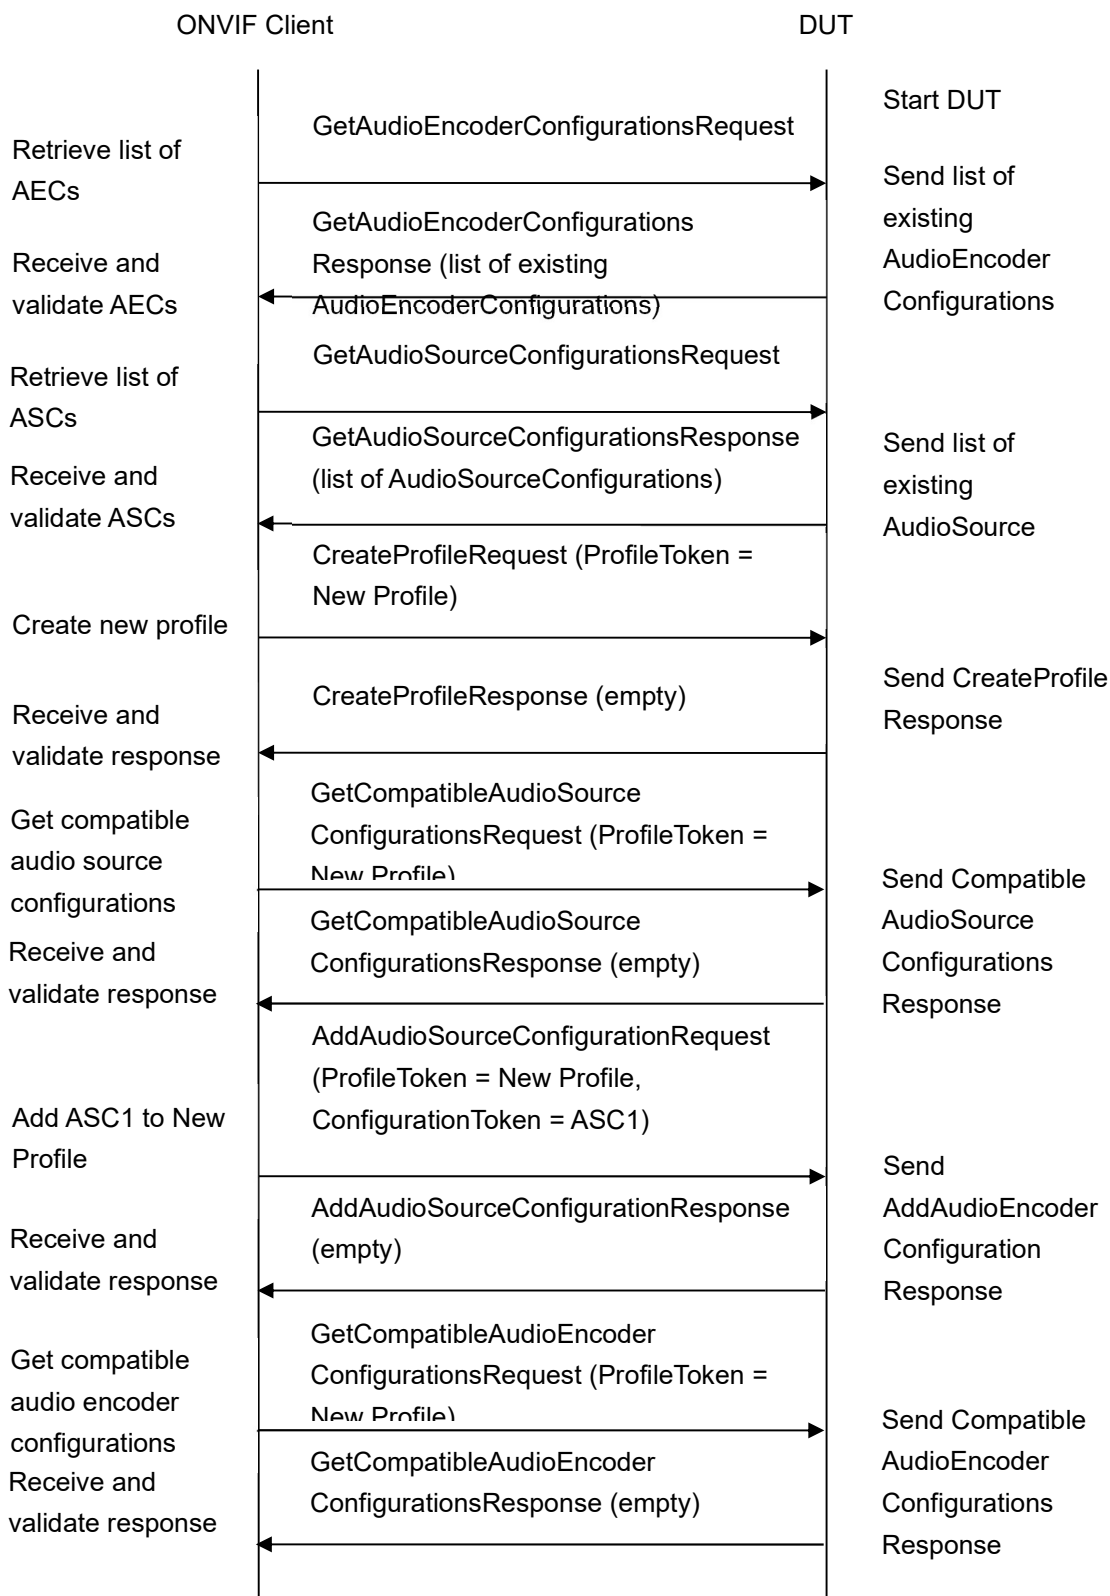 ONVIF Client
DUT
Start DUT
GetAudioEncoderConfigurationsRequest
Retrieve list of
AECs
Send list of
existing
AudioEncoder
Configurations
GetAudioEncoderConfigurations
Response (list of existing
AudioEncoderConfigurations)
Receive and
validate AECs
GetAudioSourceConfigurationsRequest
Retrieve list of
ASCs
GetAudioSourceConfigurationsResponse
(list of AudioSourceConfigurations)
Send list of
existing
AudioSource
Receive and
validate ASCs
CreateProfileRequest (ProfileToken =
New Profile)
Create new profile
Send CreateProfile
Response
CreateProfileResponse (empty)
Receive and
validate response
GetCompatibleAudioSource
ConfigurationsRequest (ProfileToken =
New Profile)
Get compatible
audio source
configurations
Send Compatible
AudioSource
Configurations
Response
GetCompatibleAudioSource
ConfigurationsResponse (empty)
Receive and
validate response
AddAudioSourceConfigurationRequest
(ProfileToken = New Profile,
ConfigurationToken = ASC1)
Add ASC1 to New
Profile
Send
AddAudioEncoder
Configuration
Response
AddAudioSourceConfigurationResponse
(empty)
Receive and
validate response
GetCompatibleAudioEncoder
ConfigurationsRequest (ProfileToken =
New Profile)
Get compatible
audio encoder
configurations
Send Compatible
AudioEncoder
Configurations
Response
GetCompatibleAudioEncoder
ConfigurationsResponse (empty)
Receive and
validate response